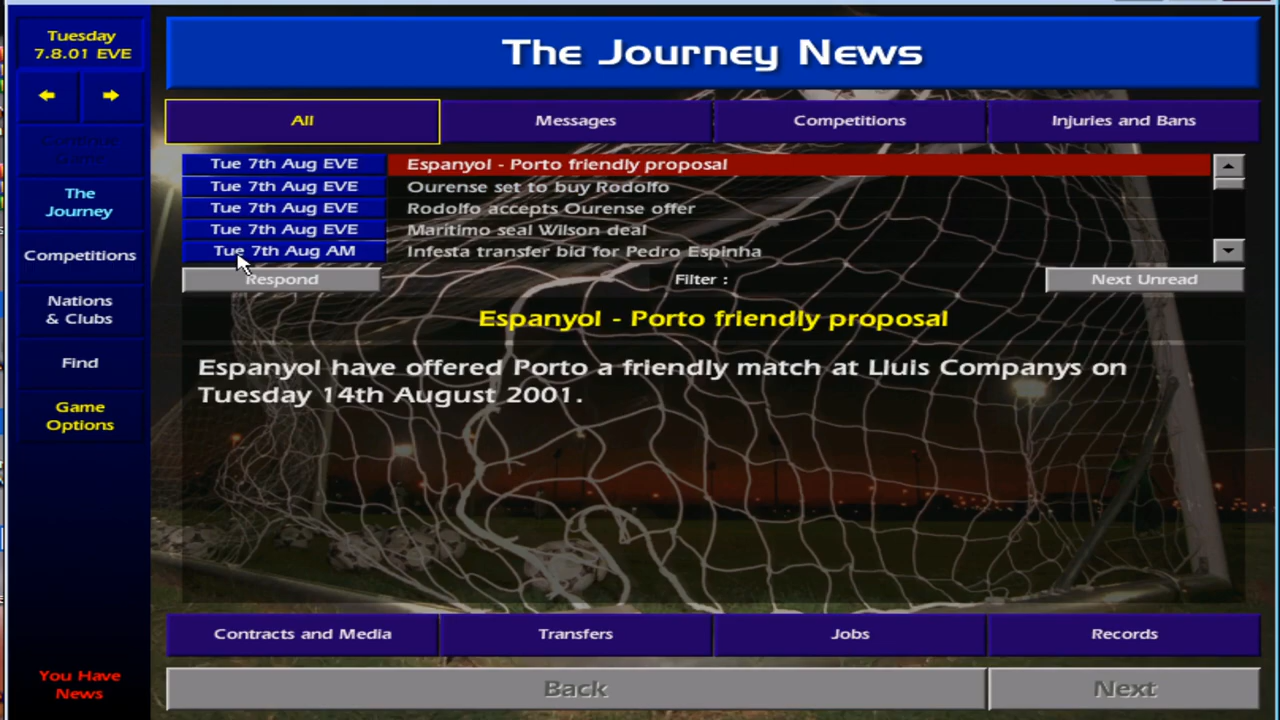 Tuesday
7.8.01 EVE
Continue
Game
The
Journey
Competitions
Nations
& Clubs
Find
Game
Options
You Have
News
The Journey News
All
Messages
Competitions
Injuries and Bans
Tue 7th Aug EVE Espanyol - Porto friendly proposal
Tue 7th Aug EVE Ourense set to buy Rodolfo
Tue 7th Aug EVE Rodolfo accepts Ourense offer
Tue 7th Aug EVE Marítimo seal Wilson deal
Tue 7th Aug AM Infesta transfer bid for Pedro Espinha
Respond
Filter :
Next Unread
Espanyol - Porto friendly proposal
Espanyol have offered Porto a friendly match at Lluis Companys on
Tuesday 14th August 2001.
Contracts and Media
Transfers
Jobs
Records
Back
Next